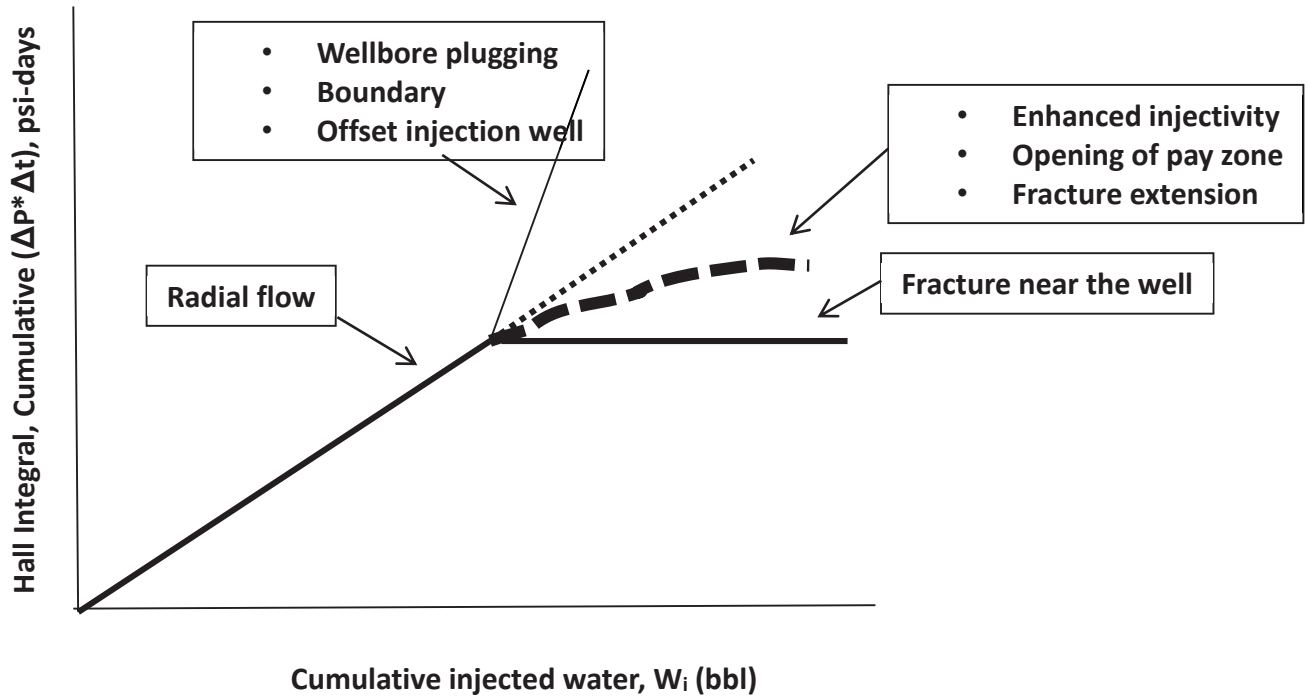 Hall Integral, Cumulative (ΔP*Δt), psi-days
• Wellbore plugging
• Boundary
• Offset injection well
• Enhanced injectivity
• Opening of pay zone
• Fracture extension
Radial flow
Fracture near the well
Cumulative injected water, Wᵢ (bbl)